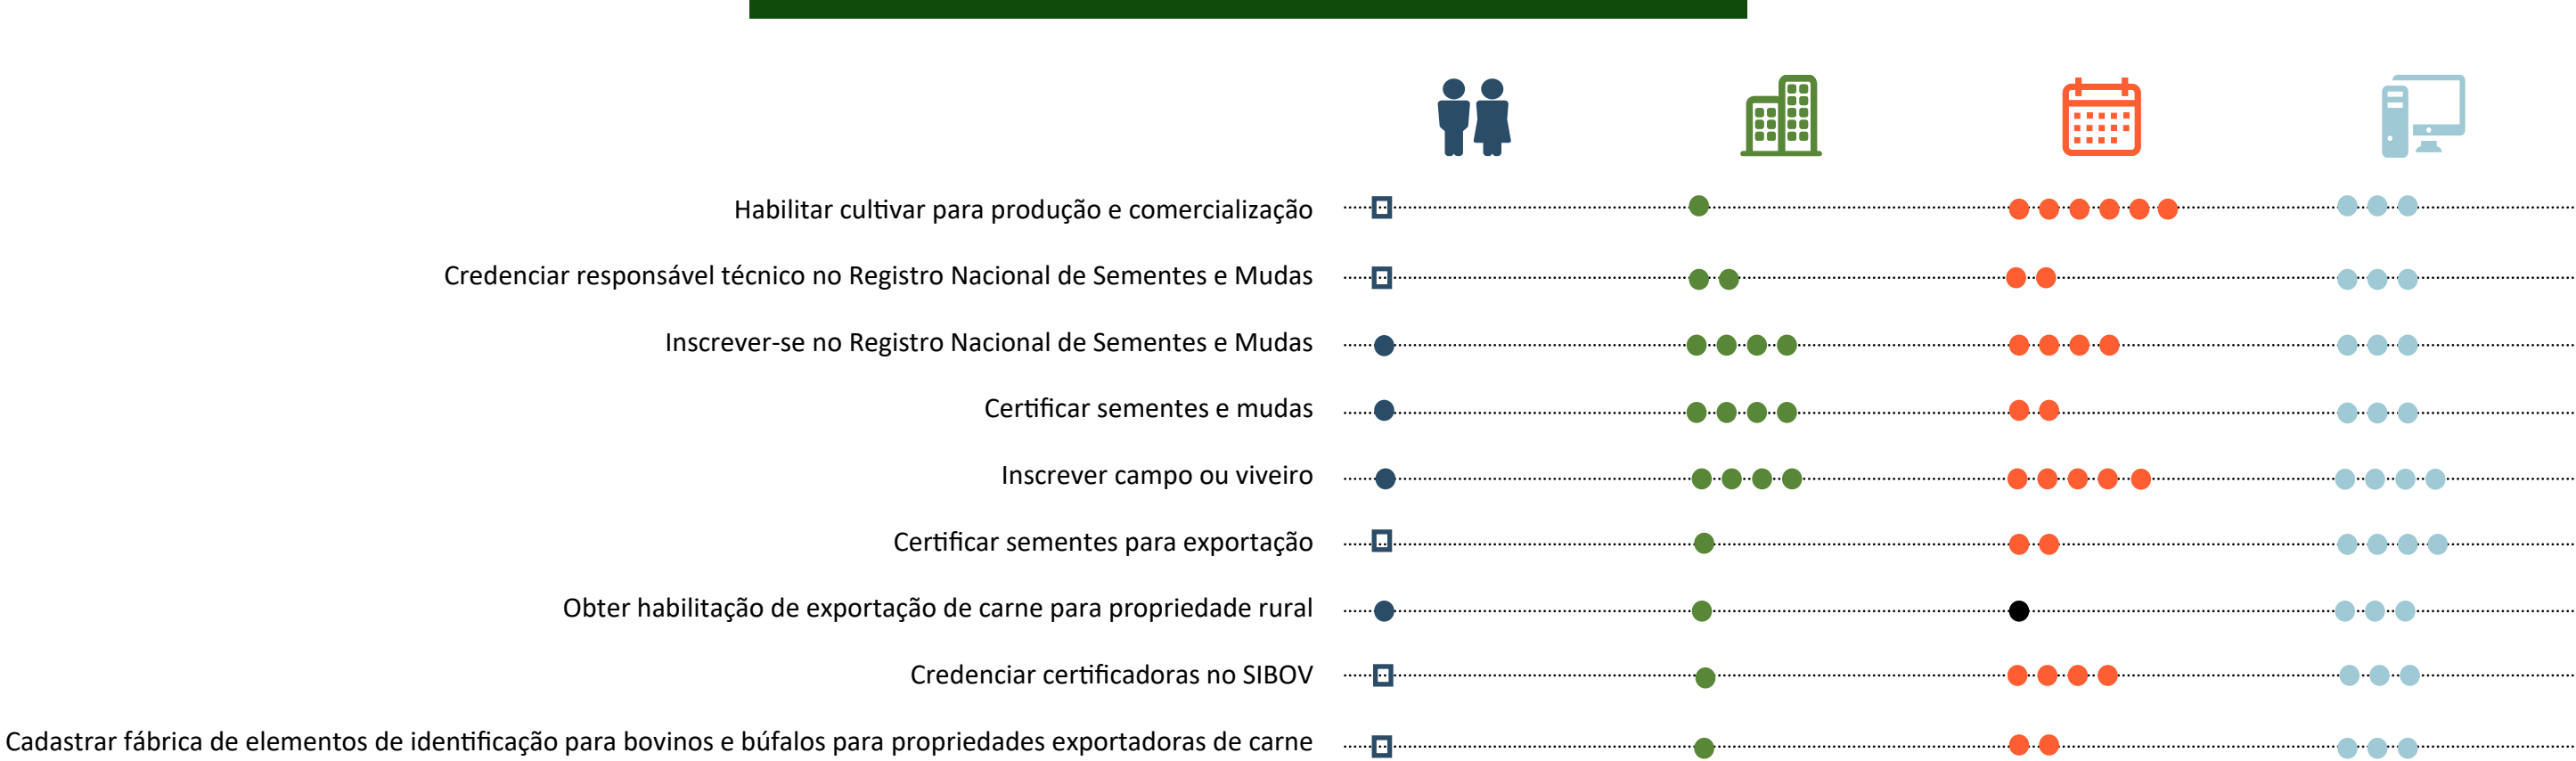 Habilitar cultivar para produção e comercialização
Credenciar responsável técnico no Registro Nacional de Sementes e Mudas
Inscrever-se no Registro Nacional de Sementes e Mudas
Certificar sementes e mudas
Inscrever campo ou viveiro
Certificar sementes para exportação
Obter habilitação de exportação de carne para propriedade rural
Credenciar certificadoras no SIBOV
Cadastrar fábrica de elementos de identificação para bovinos e búfalos para propriedades exportadoras de carne